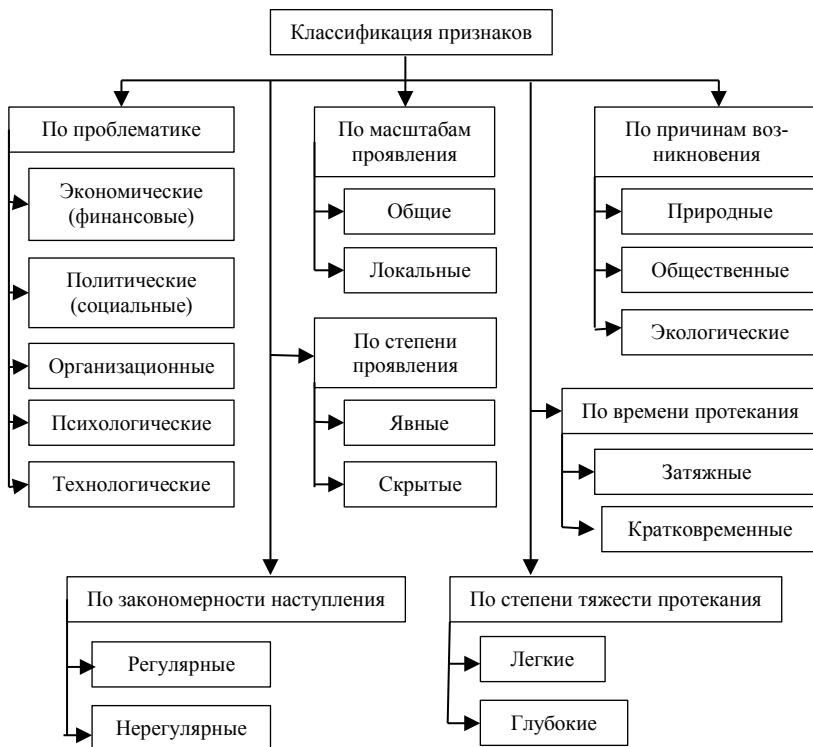 Классификация признаков
По проблематике
Экономические
(финансовые)
Политические
(социальные)
Организационные
Психологические
Технологические
По масштабам
проявления
Общие
Локальные
По степени
проявления
Явные
Скрытые
По причинам воз-
никновения
Природные
Общественные
Экологические
По времени протекания
Затяжные
Кратковременные
По закономерности наступления
Регулярные
Нерегулярные
По степени тяжести протекания
Легкие
Глубокие